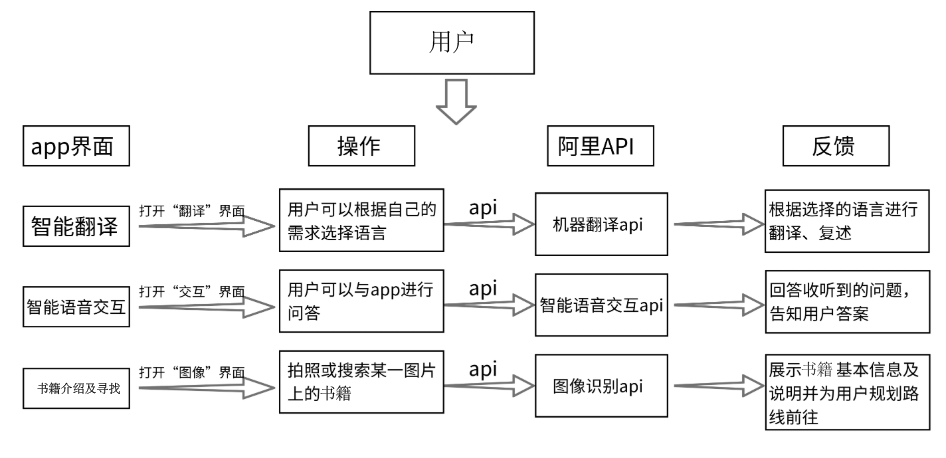 用户
app界面
操作
阿里API
反馈
智能翻译
打开“翻译”界面
用户可以根据自己的
需求选择语言
api
机器翻译api
根据选择的语言进行
翻译、复述
智能语音交互
打开“交互”界面
用户可以与app进行
问答
api
智能语音交互api
回答收听到的问题，
告知用户答案
书籍介绍及寻找
打开“图像”界面
拍照或搜索某一图片
上的书籍
api
图像识别api
展示书籍基本信息及
说明并为用户规划路
线前往